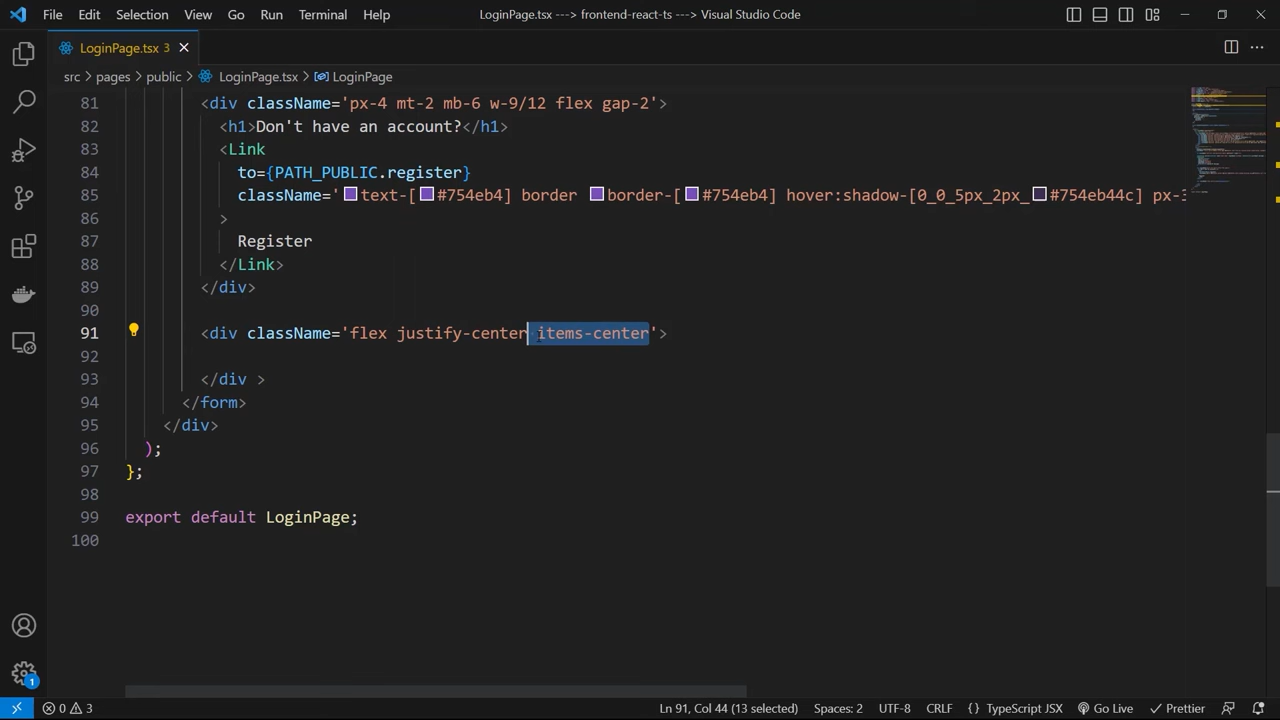 File Edit Selection View Go Run Terminal Help LoginPage.tsx ---> frontend-react-ts ---> Visual Studio Code
LoginPage.tsx 3
src > pages > public > LoginPage.tsx > LoginPage
81 <div className='px-4 mt-2 mb-6 w-9/12 flex gap-2'>
82 <h1>Don't have an account?</h1>
83 <Link
84 to={PATH_PUBLIC.register}
85 className='text-[#754eb4] border border-[#754eb4] hover:shadow-[0_0_5px_2px_#754eb44c] px-3
86 >
87 Register
88 </Link>
89 </div>
90
91 <div className='flex justify-center items-center'>
92
93 </div >
94 </form>
95 </div>
96 );
97 };
98
99 export default LoginPage;
100
1
0 3 Ln 91, Col 44 (13 selected) Spaces: 2 UTF-8 CRLF {} TypeScript JSX Go Live Prettier